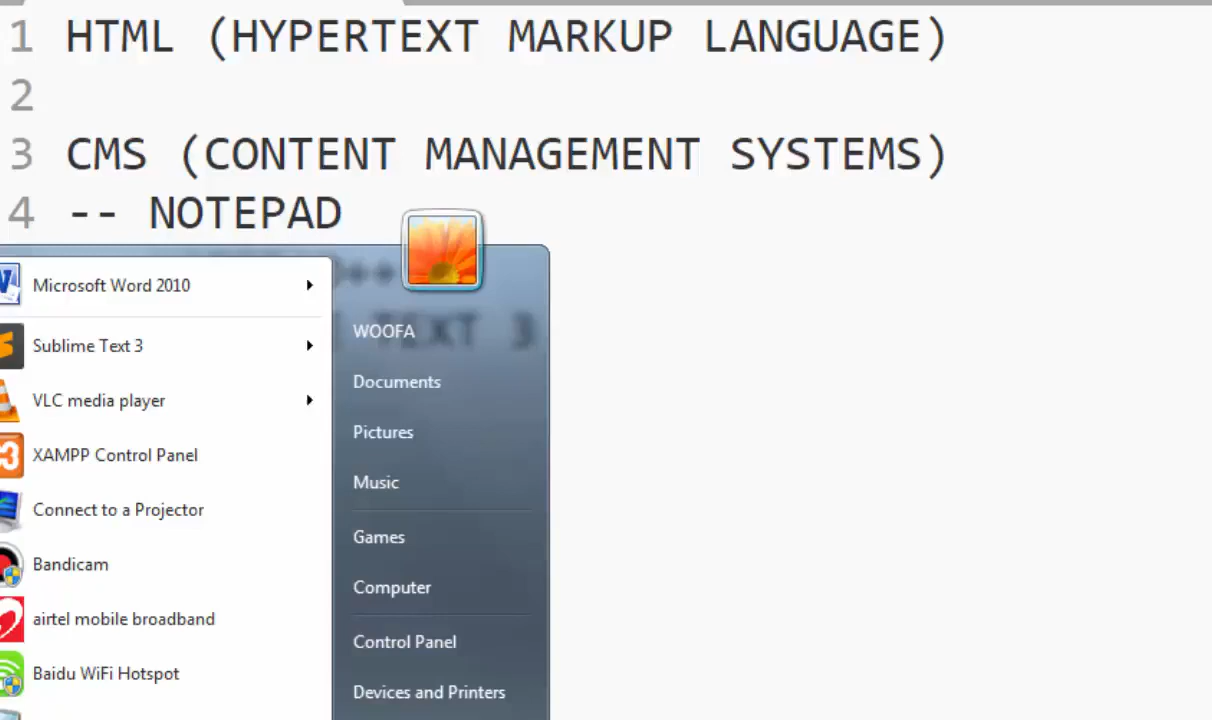 1 HTML (HYPERTEXT MARKUP LANGUAGE)
2
3 CMS (CONTENT MANAGEMENT SYSTEMS)
4 -- NOTEPAD
++
TEXT 3
Microsoft Word 2010
Sublime Text 3
VLC media player
XAMPP Control Panel
Connect to a Projector
Bandicam
airtel mobile broadband
Baidu WiFi Hotspot
WOOFA
Documents
Pictures
Music
Games
Computer
Control Panel
Devices and Printers